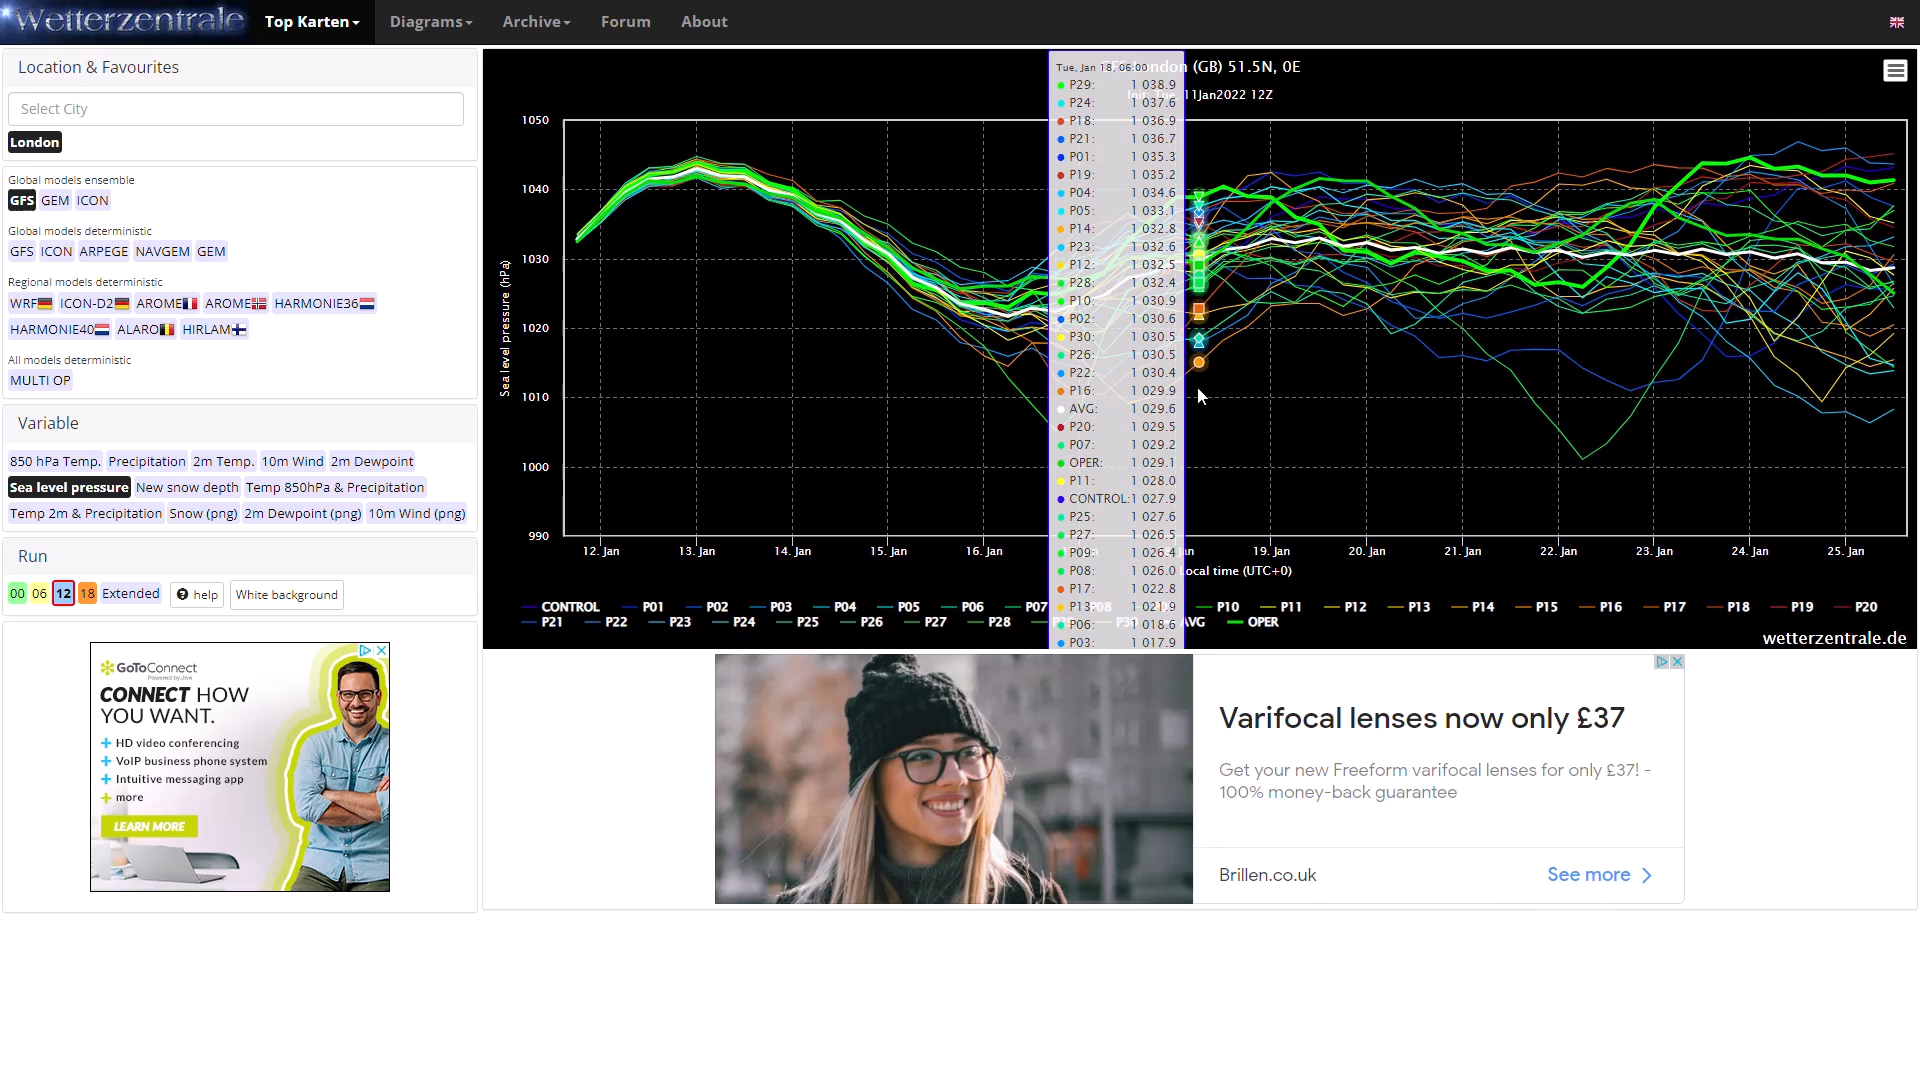 Wetterzentrale
Top Karten
Diagrams
Archive
Forum
About
Location & Favourites
Select City
London
Global models ensemble
GFS GEM ICON
Global models deterministic
GFS ICON ARPEGE NAVGEM GEM
Regional models deterministic
WRF ICON-D2 AROME AROME HARMONIE36
HARMONIE40 ALARO HIRLAM
All models deterministic
MULTI OP
Variable
850 hPa Temp. Precipitation 2m Temp. 10m Wind 2m Dewpoint
Sea level pressure New snow depth Temp 850hPa & Precipitation
Temp 2m & Precipitation Snow (png) 2m Dewpoint (png) 10m Wind (png)
Run
00 06 12 18 Extended help White background
GoToConnect
Powered by Jive
CONNECT HOW
YOU WANT.
HD video conferencing
VoIP business phone system
Intuitive messaging app
more
LEARN MORE
(GB) 51.5N, 0E
11Jan2022 12Z
Sea level pressure (hPa)
1050
1040
1030
1020
1010
1000
990
12. Jan 13. Jan 14. Jan 15. Jan 16. Jan 19. Jan 20. Jan 21. Jan 22. Jan 23. Jan 24. Jan 25. Jan
Local time (UTC+0)
Tue, Jan 18, 06:00
P29: 1 038.9
P24: 1 037.6
P18: 1 036.9
P21: 1 036.7
P01: 1 035.3
P19: 1 035.2
P04: 1 034.6
P05: 1 033.1
P14: 1 032.8
P23: 1 032.6
P12: 1 032.5
P28: 1 032.4
P10: 1 030.9
P02: 1 030.6
P30: 1 030.5
P26: 1 030.5
P22: 1 030.4
P16: 1 029.9
AVG: 1 029.6
P20: 1 029.5
P07: 1 029.2
OPER: 1 029.1
P11: 1 028.0
CONTROL: 1 027.9
P25: 1 027.6
P27: 1 026.5
P09: 1 026.4
P08: 1 026.0
P17: 1 022.8
P13: 1 021.9
P06: 1 018.6
P03: 1 017.9
CONTROL P01 P02 P03 P04 P05 P06 P07 P10 P11 P12 P13 P14 P15 P16 P17 P18 P19 P20
P21 P22 P23 P24 P25 P26 P27 P28 AVG OPER
wetterzentrale.de
Varifocal lenses now only £37
Get your new Freeform varifocal lenses for only £37! -
100% money-back guarantee
Brillen.co.uk
See more